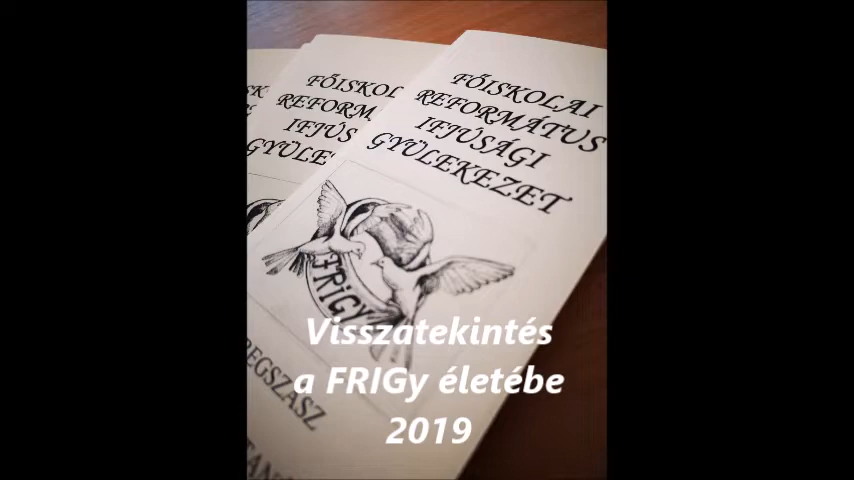 FŐISKOLAI
REFORMÁTUS
IFJÚSÁGI
GYÜLEKEZET
FRIGY
Visszatekintés
a FRIGy életébe
2019